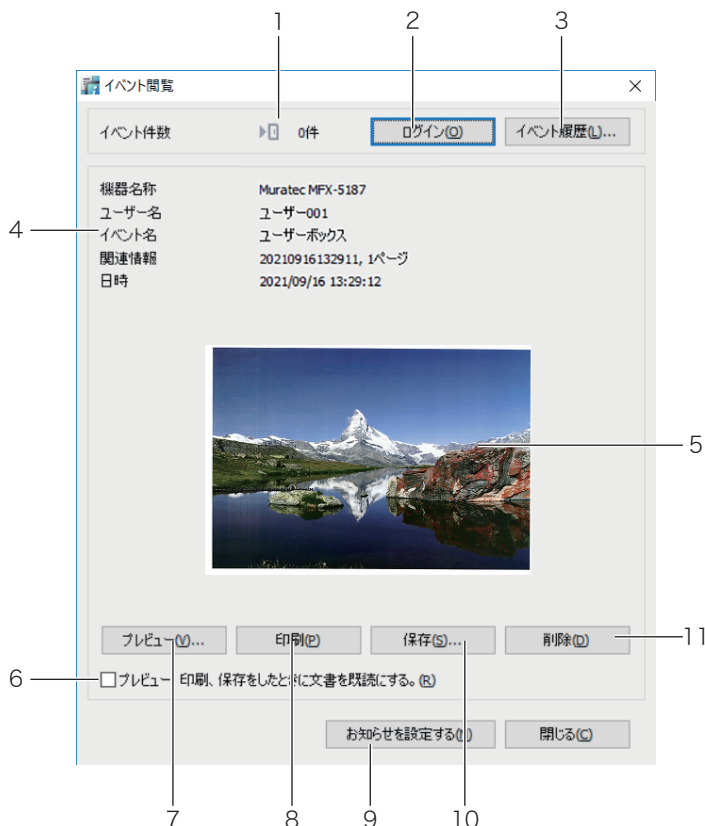 1 2 3
イベント閲覧
イベント件数 0件 ログイン(O) イベント履歴(L)...
機器名称 Muratec MFX-5187
ユーザー名 ユーザー001
4 イベント名 ユーザーボックス
関連情報 20210916132911, 1ページ
日時 2021/09/16 13:29:12
5
プレビュー(V)... 印刷(P) 保存(S)... 削除(D) 11
6 プレビュー、印刷、保存をしたときに文書を既読にする。(R)
お知らせを設定する(N) 閉じる(C)
7 8 9 10